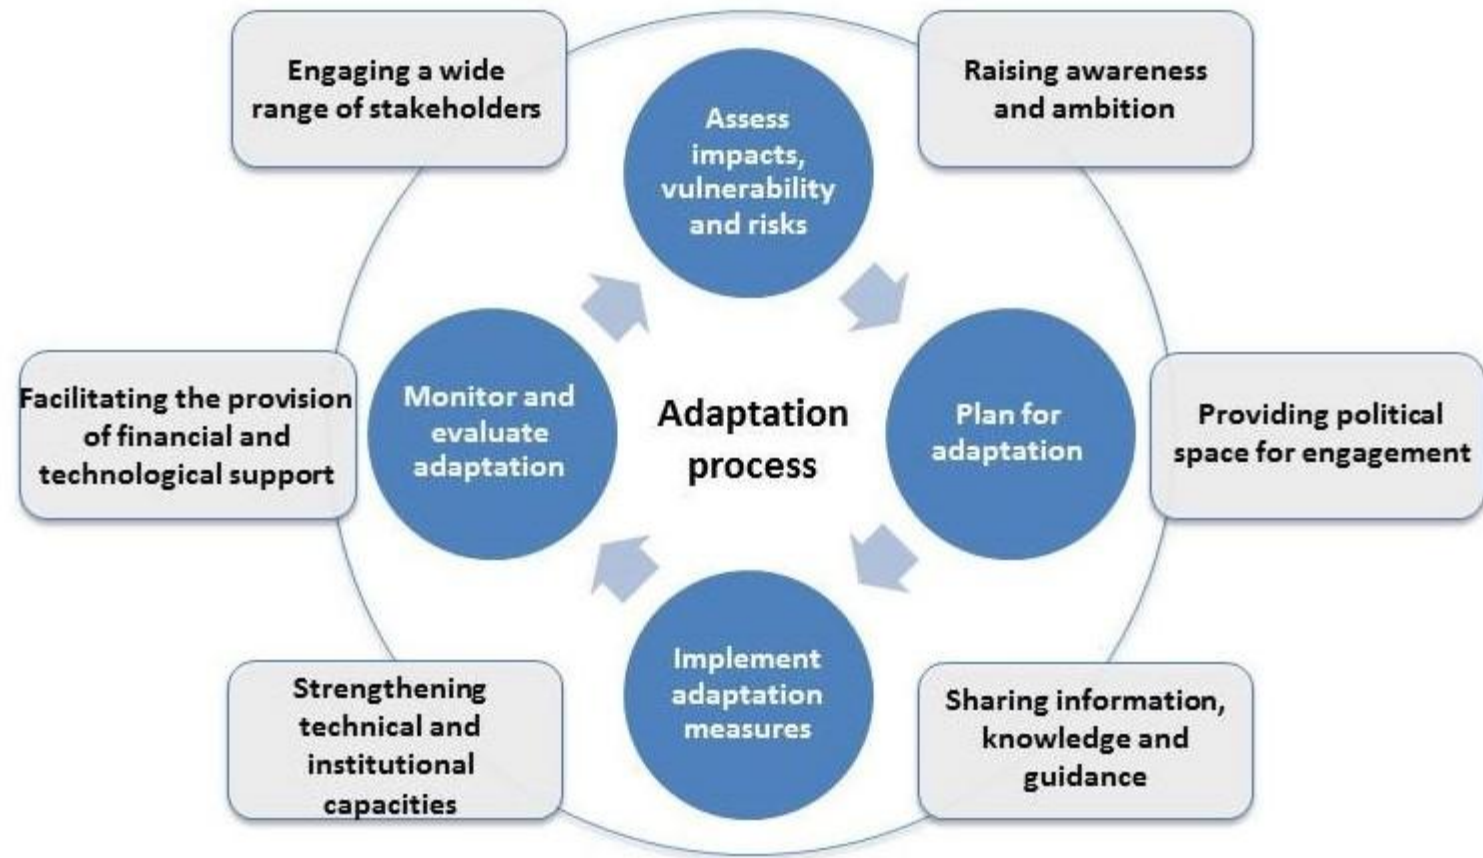 Engaging a wide
range of stakeholders
Assess
impacts,
vulnerability
and risks
Raising awareness
and ambition
Facilitating the provision
of financial and
technological support
Monitor and
evaluate
adaptation
Adaptation
process
Plan for
adaptation
Providing political
space for engagement
Strengthening
technical and
institutional
capacities
Implement
adaptation
measures
Sharing information,
knowledge and
guidance